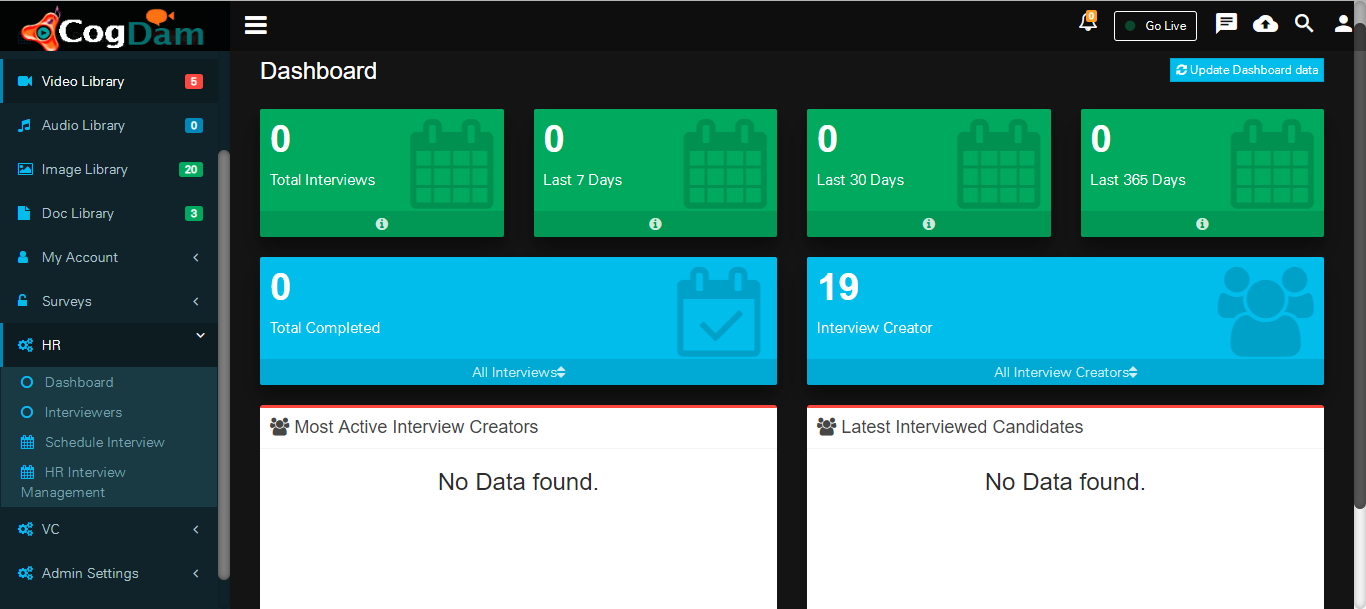 CogDam
0
Go Live
Video Library 5
Audio Library 0
Image Library 20
Doc Library 3
My Account
Surveys
HR
Dashboard
Interviewers
Schedule Interview
HR Interview
Management
VC
Admin Settings
Dashboard
Update Dashboard data
0
Total Interviews
0
Last 7 Days
0
Last 30 Days
0
Last 365 Days
0
Total Completed
All Interviews
19
Interview Creator
All Interview Creators
Most Active Interview Creators
No Data found.
Latest Interviewed Candidates
No Data found.